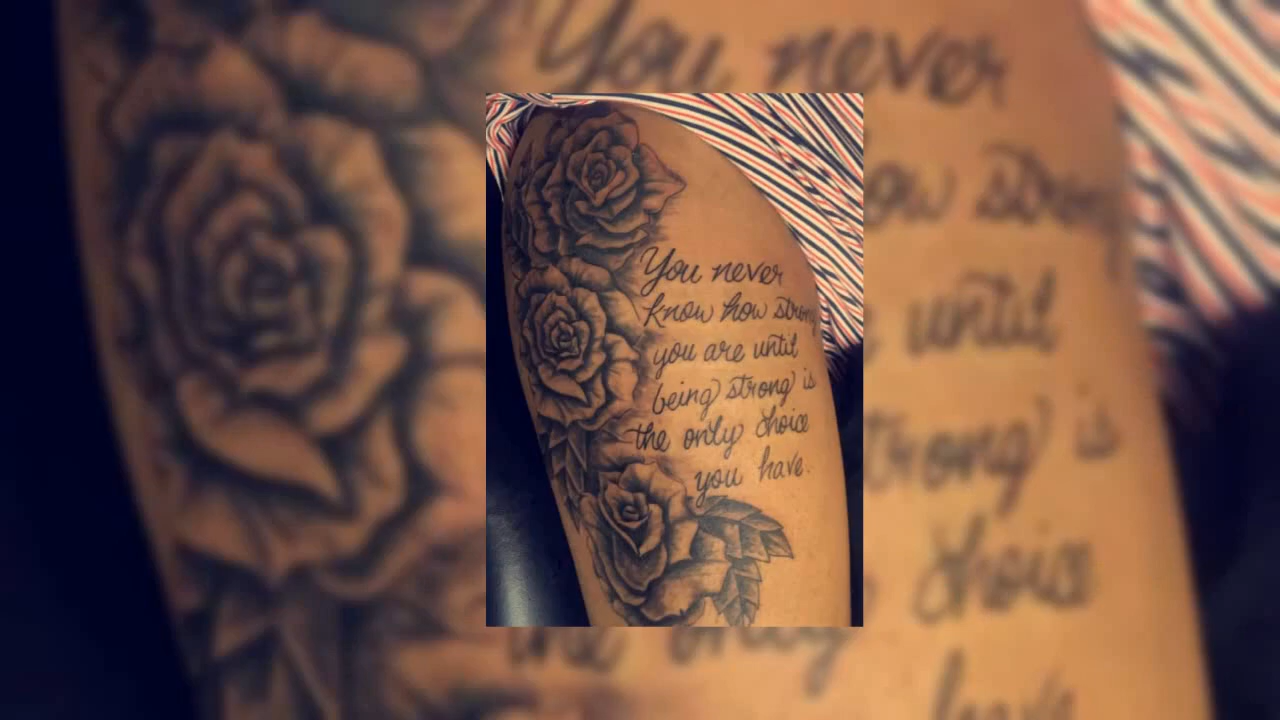 You never
know how strong
you are until
being strong is
the only choice
you have.